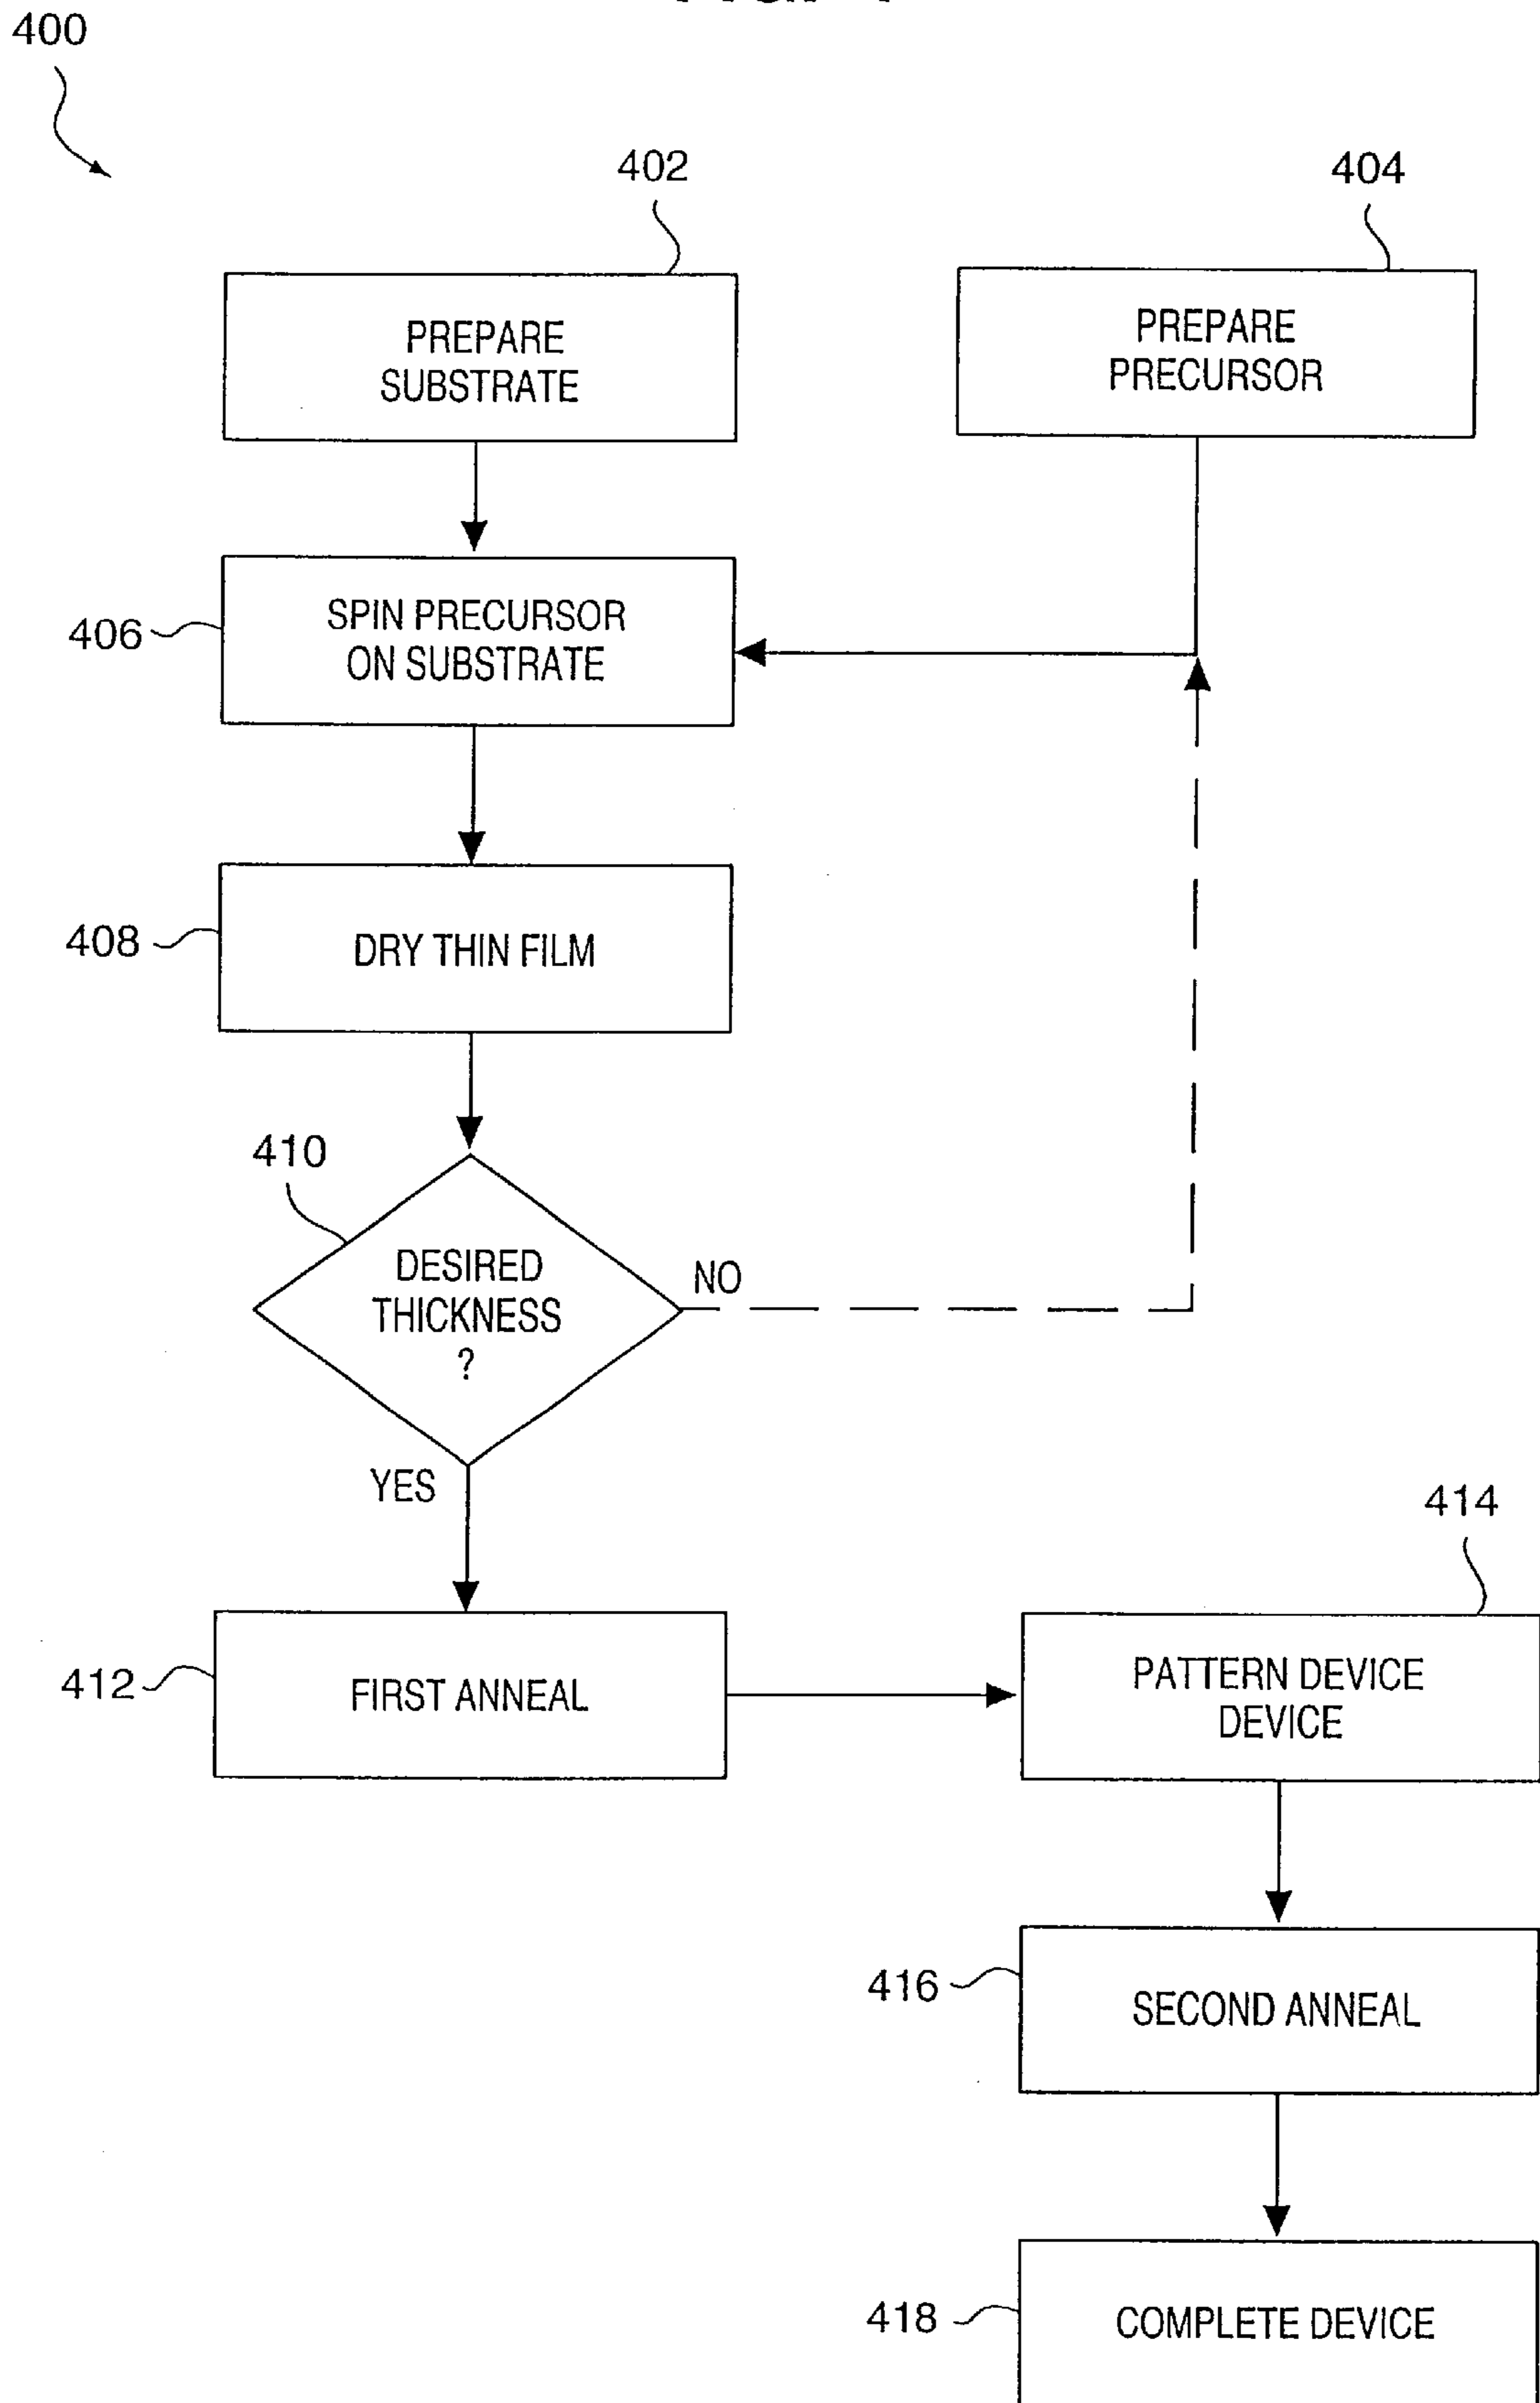 400
402
404
PREPARE
SUBSTRATE
PREPARE
PRECURSOR
406
SPIN PRECURSOR
ON SUBSTRATE
408
DRY THIN FILM
410
DESIRED
THICKNESS
?
NO
YES
412
FIRST ANNEAL
414
PATTERN DEVICE
DEVICE
416
SECOND ANNEAL
418
COMPLETE DEVICE